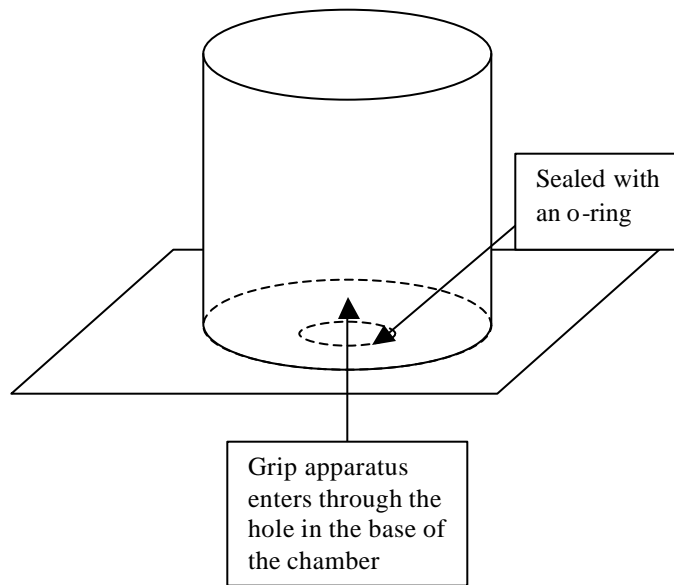 Sealed with
an o-ring
Grip apparatus
enters through the
hole in the base of
the chamber